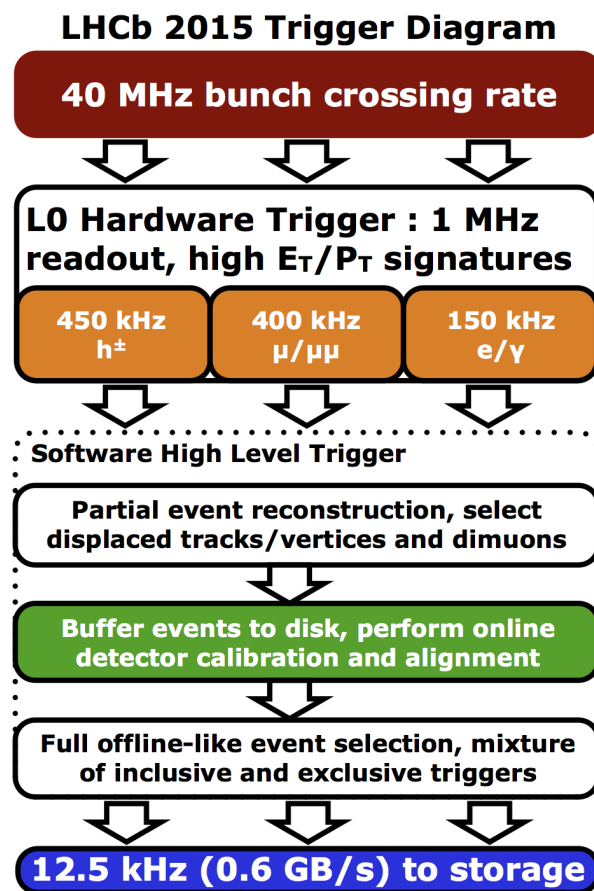 LHCb 2015 Trigger Diagram
40 MHz bunch crossing rate
L0 Hardware Trigger : 1 MHz
readout, high E_T/P_T signatures
450 kHz
h±
400 kHz
µ/µµ
150 kHz
e/γ
Software High Level Trigger
Partial event reconstruction, select
displaced tracks/vertices and dimuons
Buffer events to disk, perform online
detector calibration and alignment
Full offline-like event selection, mixture
of inclusive and exclusive triggers
12.5 kHz (0.6 GB/s) to storage